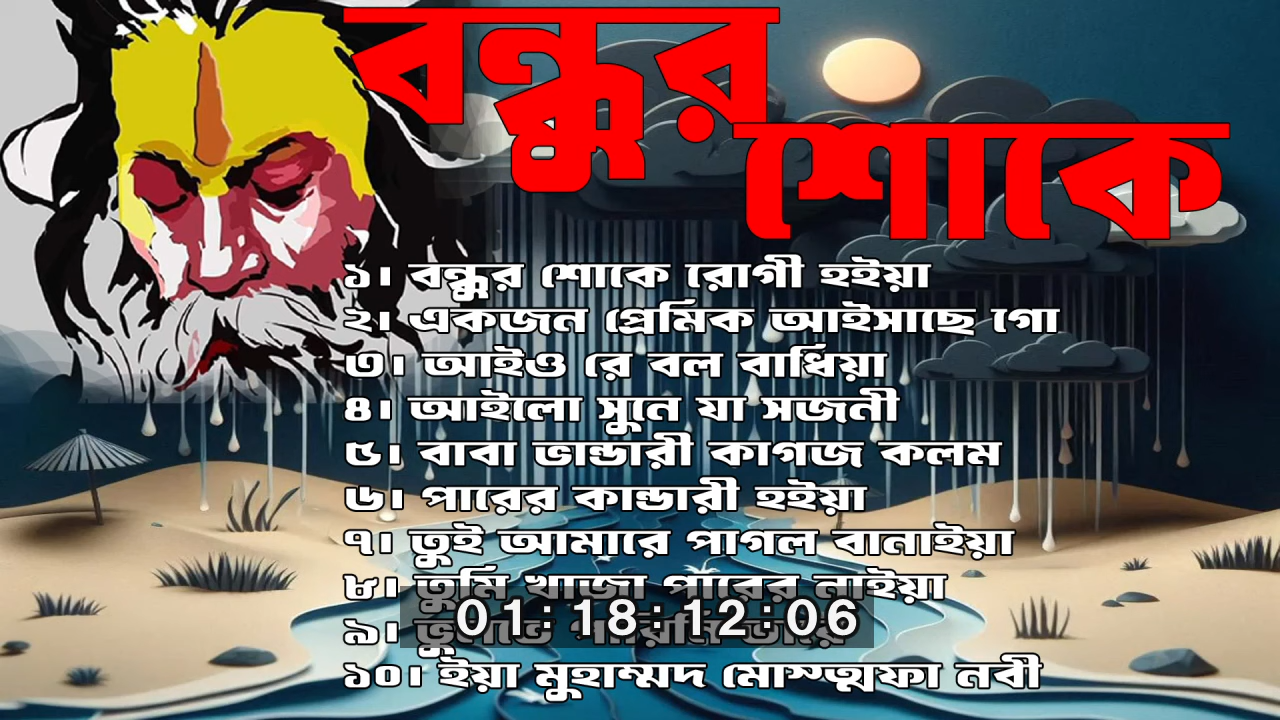 বন্ধুর
শোকে
১। বন্ধুর শোকে রোগী হইয়া
২। একজন প্রেমিক আইসাছে গো
৩। আইও রে বল বাধিয়া
৪। আইলো সুনে যা সজনী
৫। বাবা ভান্ডারী কাগজ কলম
৬। পারের কান্ডারী হইয়া
৭। তুই আমারে পাগল বানাইয়া
৮। তুমি খাজা পারের নাইয়া
01:18:12:06
৯।
১০। ইয়া মুহাম্মদ মোস্তফা নবী